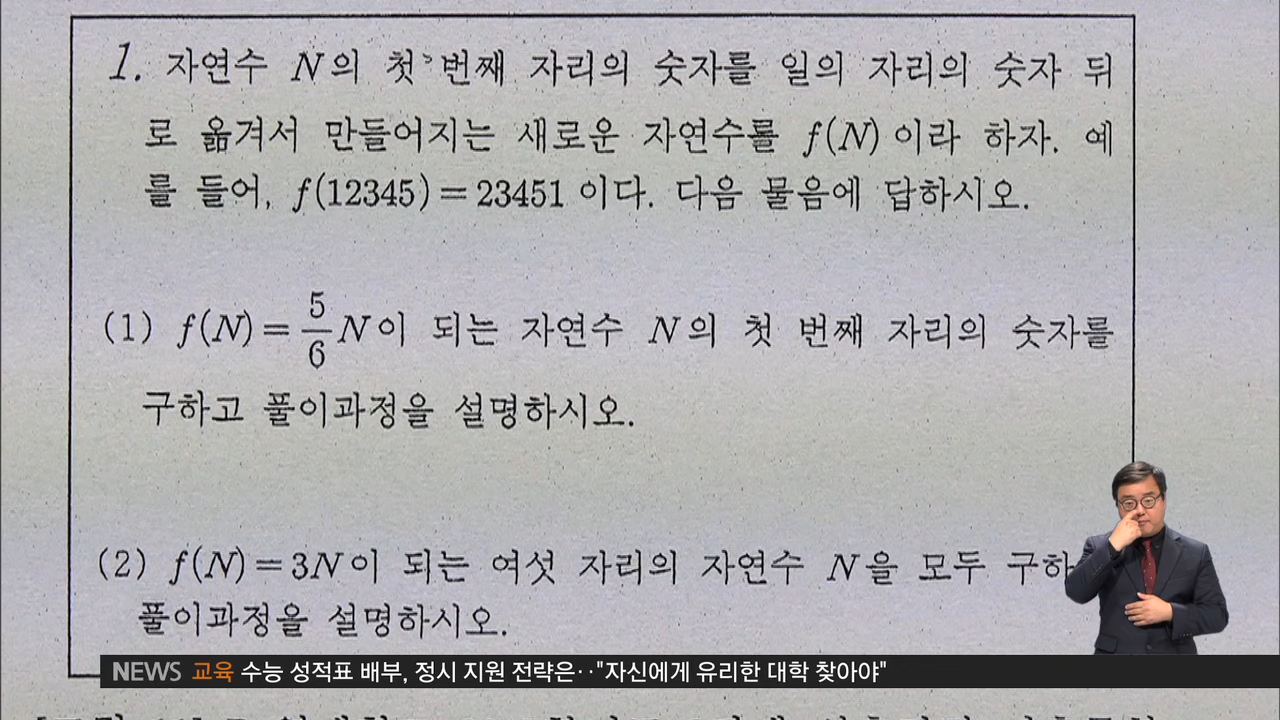 1. 자연수 N의 첫 번째 자리의 숫자를 일의 자리의 숫자 뒤
로 옮겨서 만들어지는 새로운 자연수를 f(N)이라 하자. 예
를 들어, f(12345)=23451 이다. 다음 물음에 답하시오.
(1) f(N)=5/6 N이 되는 자연수 N의 첫 번째 자리의 숫자를
구하고 풀이과정을 설명하시오.
(2) f(N)=3N이 되는 여섯 자리의 자연수 N을 모두 구하
풀이과정을 설명하시오.
NEWS 교육 수능 성적표 배부, 정시 지원 전략은··"자신에게 유리한 대학 찾아야"